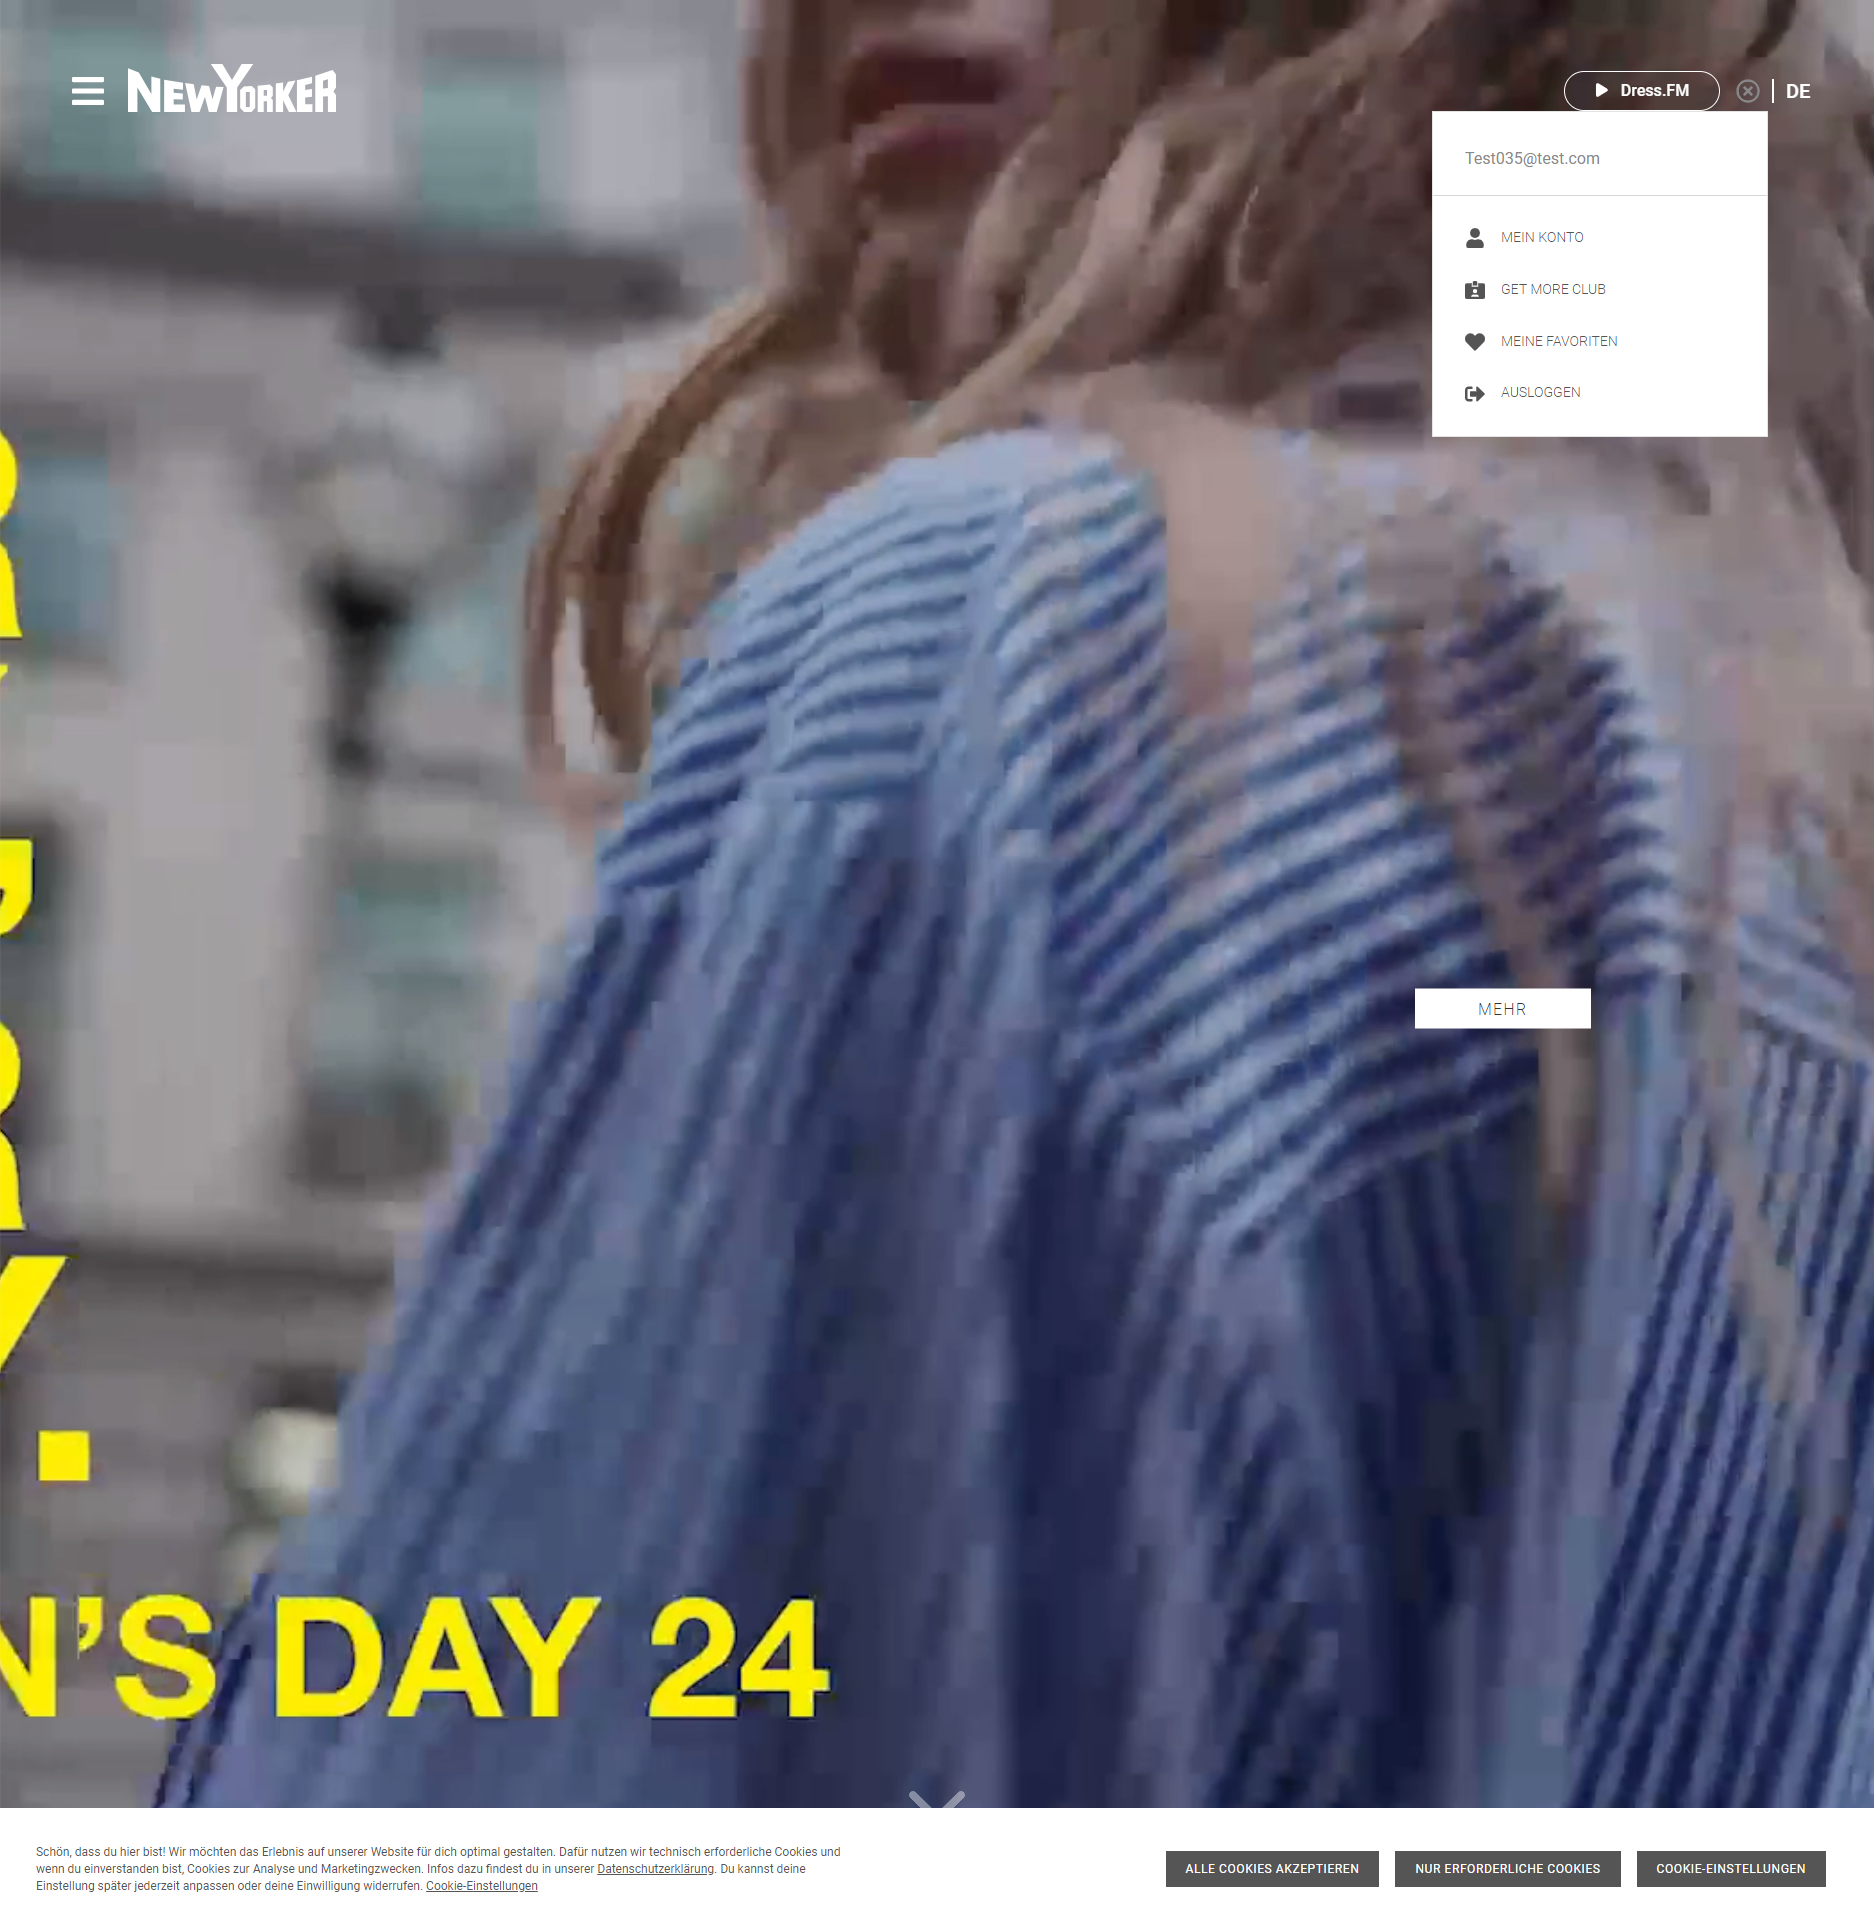 NEWYORKER
Dress.FM
DE
Test035@test.com
MEIN KONTO
GET MORE CLUB
MEINE FAVORITEN
AUSLOGGEN
MEHR
N'S DAY 24
Schön, dass du hier bist! Wir möchten das Erlebnis auf unserer Website für dich optimal gestalten. Dafür nutzen wir technisch erforderliche Cookies und
wenn du einverstanden bist, Cookies zur Analyse und Marketingzwecken. Infos dazu findest du in unserer Datenschutzerklärung. Du kannst deine
Einstellung später jederzeit anpassen oder deine Einwilligung widerrufen. Cookie-Einstellungen
ALLE COOKIES AKZEPTIEREN
NUR ERFORDERLICHE COOKIES
COOKIE-EINSTELLUNGEN